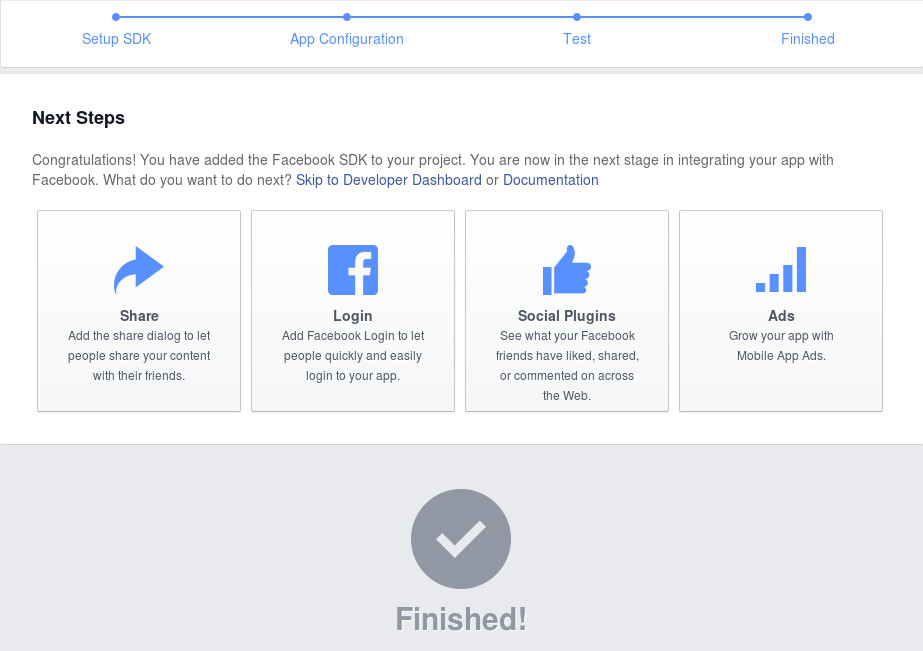 Setup SDK
App Configuration
Test
Finished
Next Steps
Congratulations! You have added the Facebook SDK to your project. You are now in the next stage in integrating your app with
Facebook. What do you want to do next? Skip to Developer Dashboard or Documentation
Share
Add the share dialog to let
people share your content
with their friends.
Login
Add Facebook Login to let
people quickly and easily
login to your app.
Social Plugins
See what your Facebook
friends have liked, shared,
or commented on across
the Web.
Ads
Grow your app with
Mobile App Ads.
Finished!